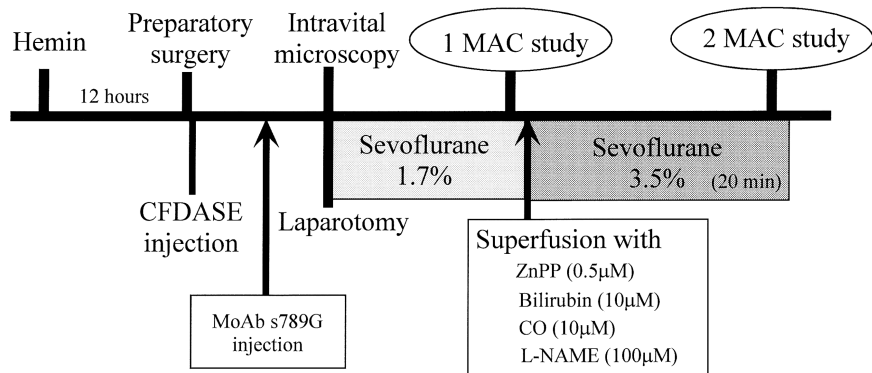 Hemin
Preparatory
surgery
Intravital
microscopy
1 MAC study
2 MAC study
12 hours
Sevoflurane
1.7%
Sevoflurane
3.5% (20 min)
CFDASE
injection
Laparotomy
MoAb s789G
injection
Superfusion with
ZnPP (0.5μM)
Bilirubin (10μM)
CO (10μM)
L-NAME (100μM)